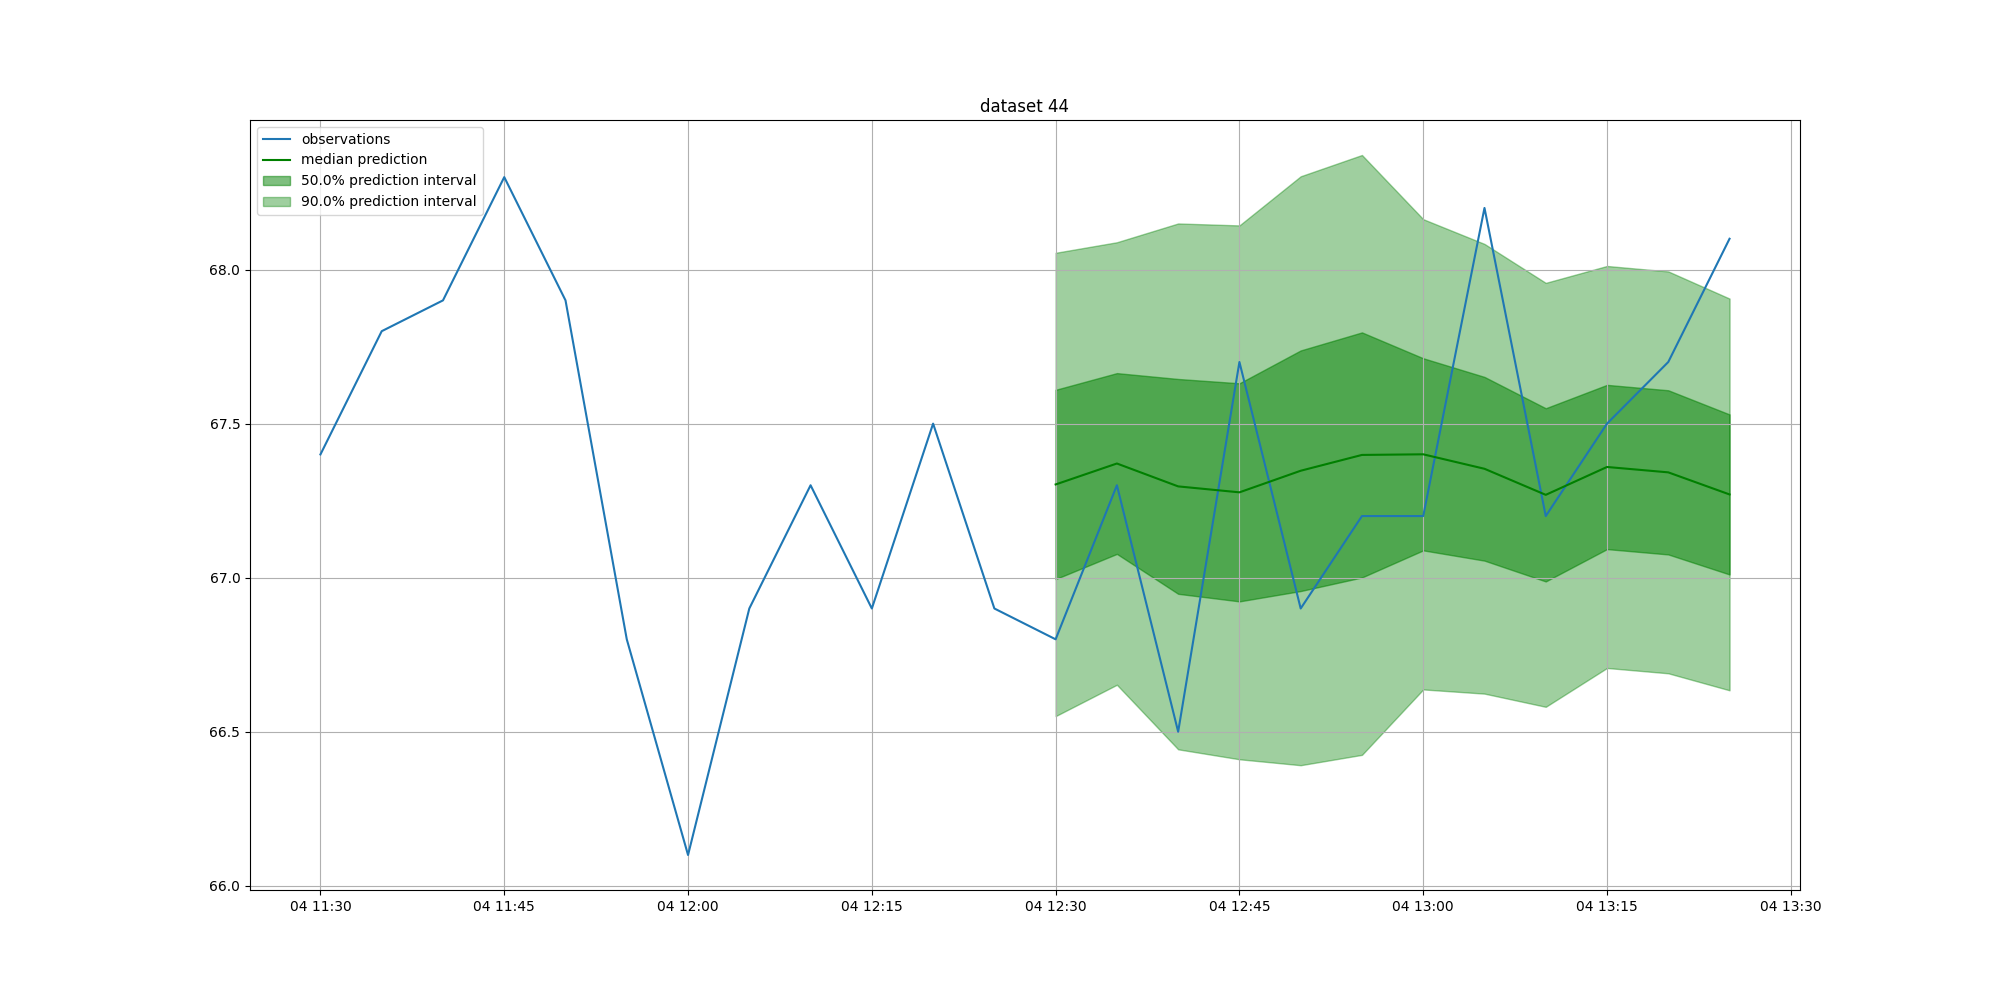 dataset 44
observations
median prediction
50.0% prediction interval
90.0% prediction interval
68.0
67.5
67.0
66.5
66.0
04 11:30 04 11:45 04 12:00 04 12:15 04 12:30 04 12:45 04 13:00 04 13:15 04 13:30